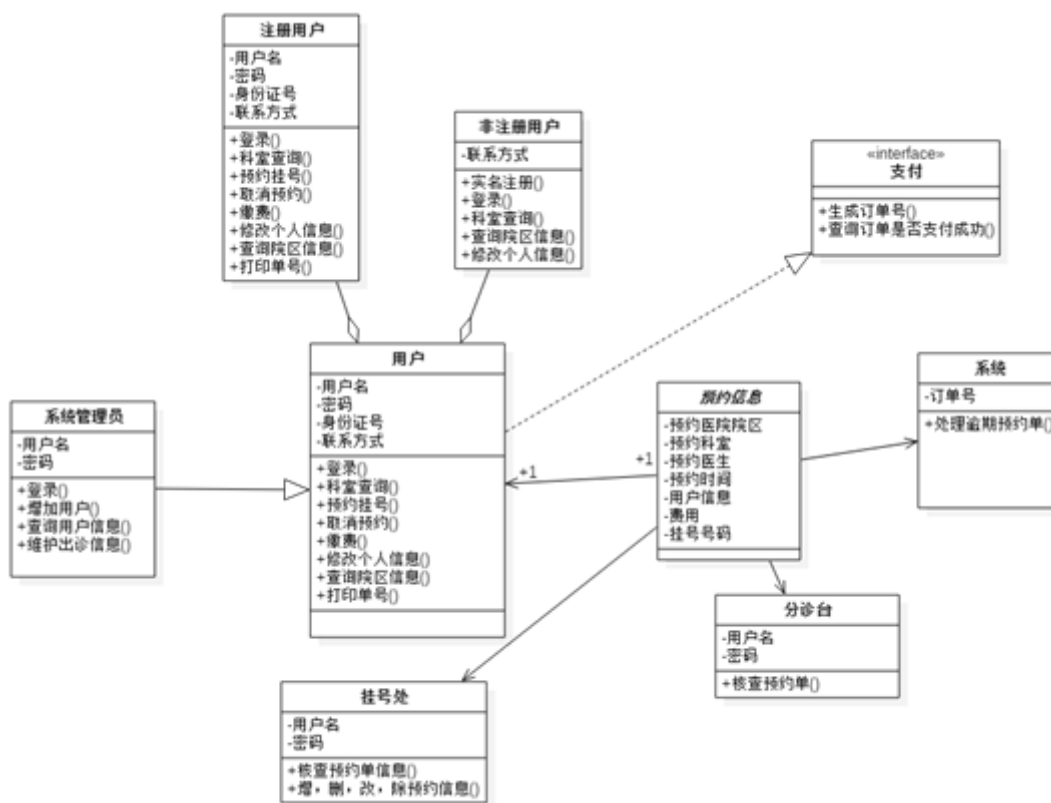 注册用户
-用户名
-密码
-身份证号
-联系方式
+登录()
+科室查询()
+预约挂号()
+取消预约()
+缴费()
+修改个人信息()
+查询院区信息()
+打印单号()
非注册用户
-联系方式
+实名注册()
+登录()
+科室查询()
+查询院区信息()
+修改个人信息()
«interface»
支付
+生成订单号()
+查询订单是否支付成功()
用户
-用户名
-密码
-身份证号
-联系方式
+登录()
+科室查询()
+预约挂号()
+取消预约()
+缴费()
+修改个人信息()
+查询院区信息()
+打印单号()
系统管理员
-用户名
-密码
+登录()
+增加用户()
+查询用户信息()
+维护出诊信息()
+1
+1
预约信息
-预约医院院区
-预约科室
-预约医生
-预约时间
-用户信息
-费用
-挂号号码
系统
-订单号
+处理逾期预约单()
分诊台
-用户名
-密码
+核查预约单()
挂号处
-用户名
-密码
+核查预约单信息()
+增，删，改，除预约信息()